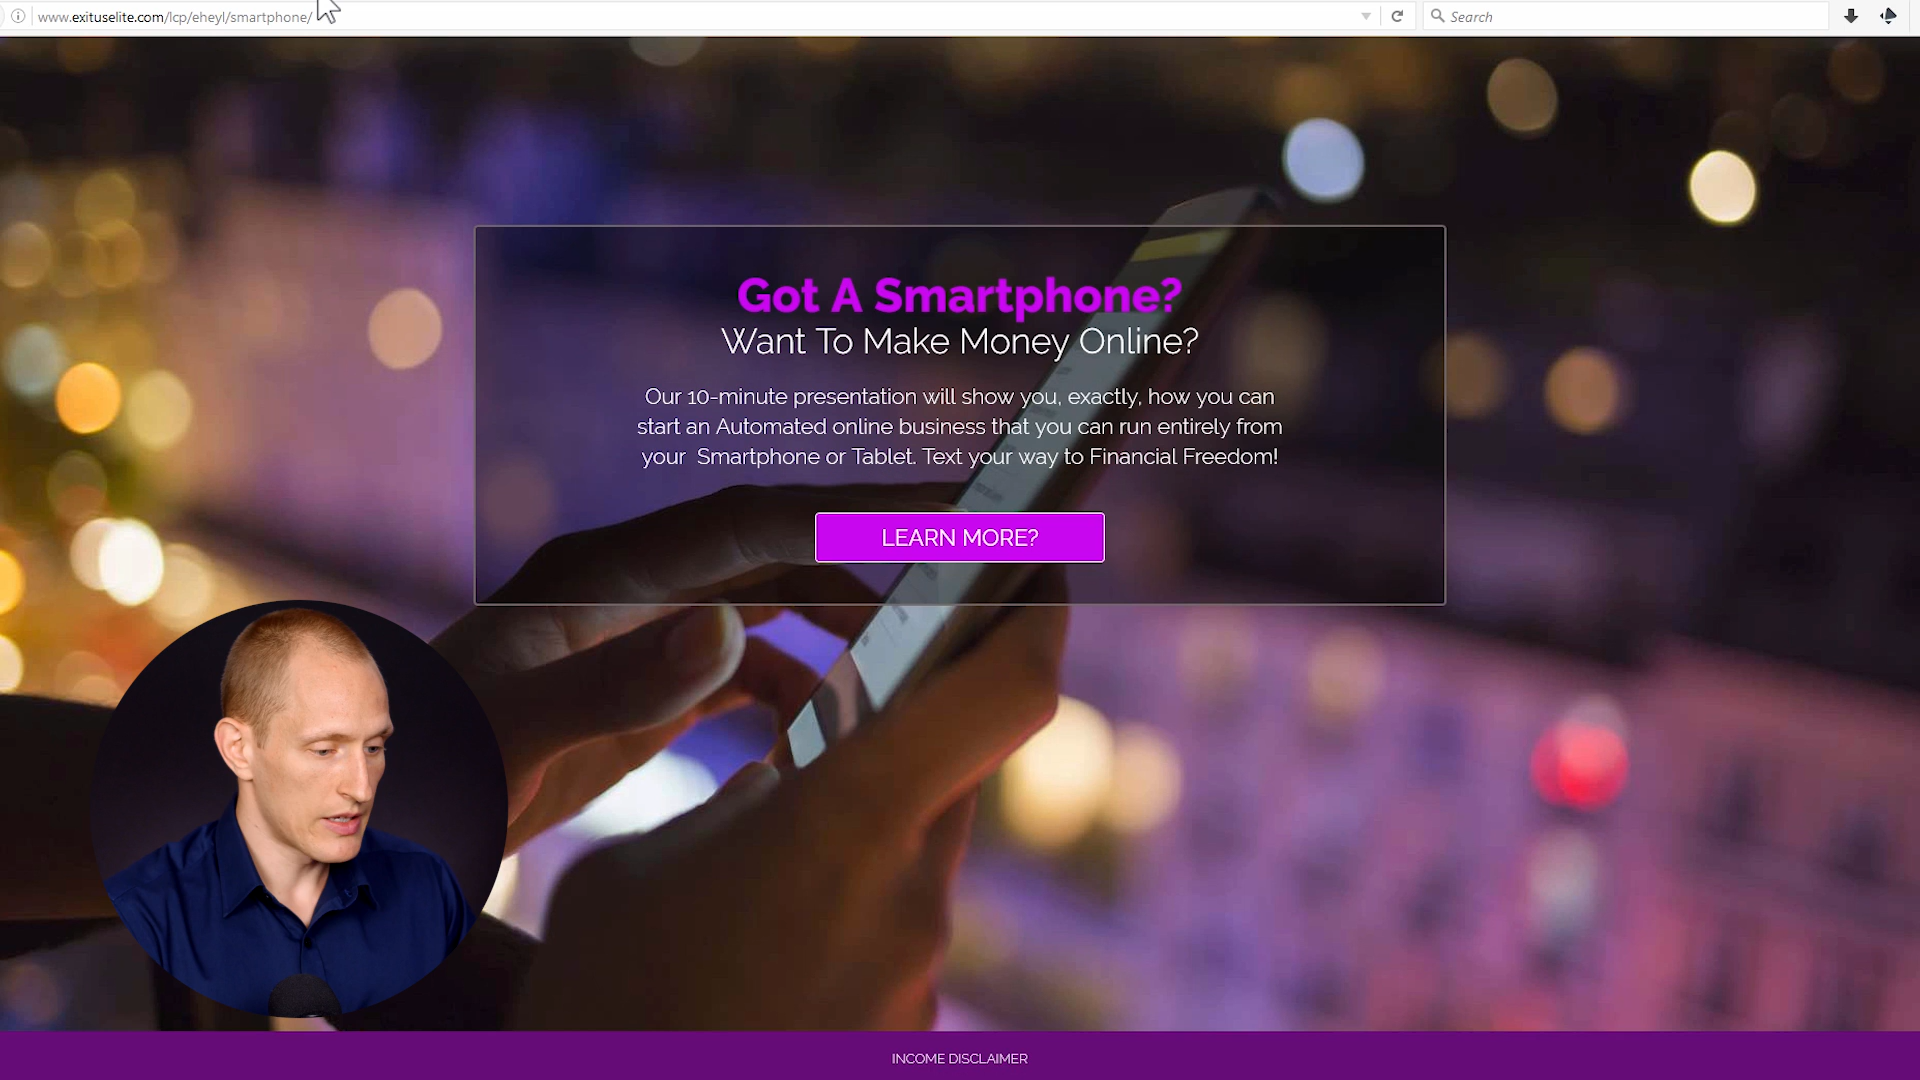 www.exituselite.com/lcp/eheyl/smartphone/
Search
Got A Smartphone?
Want To Make Money Online?
Our 10-minute presentation will show you, exactly, how you can
start an Automated online business that you can run entirely from
your Smartphone or Tablet. Text your way to Financial Freedom!
LEARN MORE?
INCOME DISCLAIMER